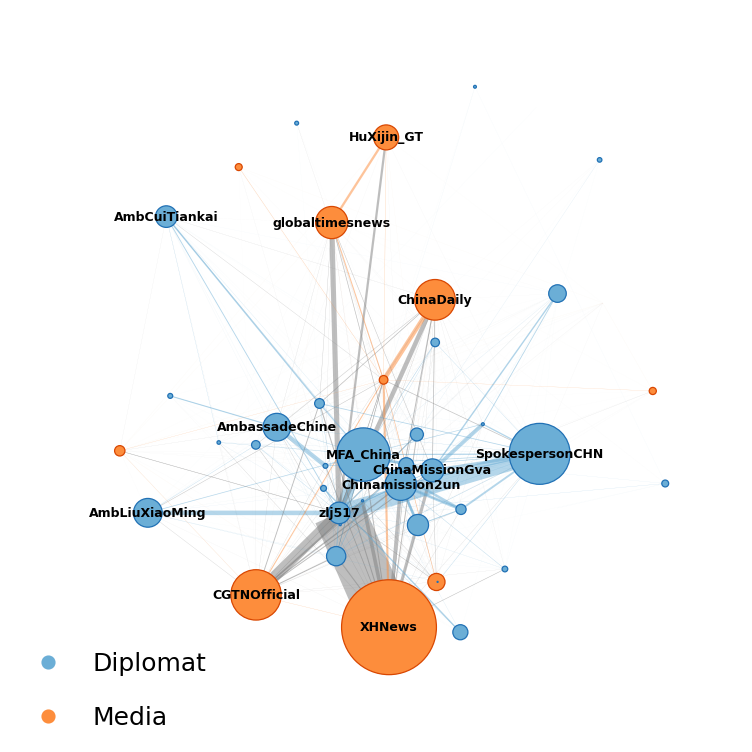 HuXijin_GT
AmbCuiTiankai
globaltimesnews
ChinaDaily
AmbassadeChine
MFA_China
SpokespersonCHN
ChinaMissionGva
Chinamission2un
AmbLiuXiaoMing
zlj517
CGTNOfficial
XHNews
Diplomat
Media